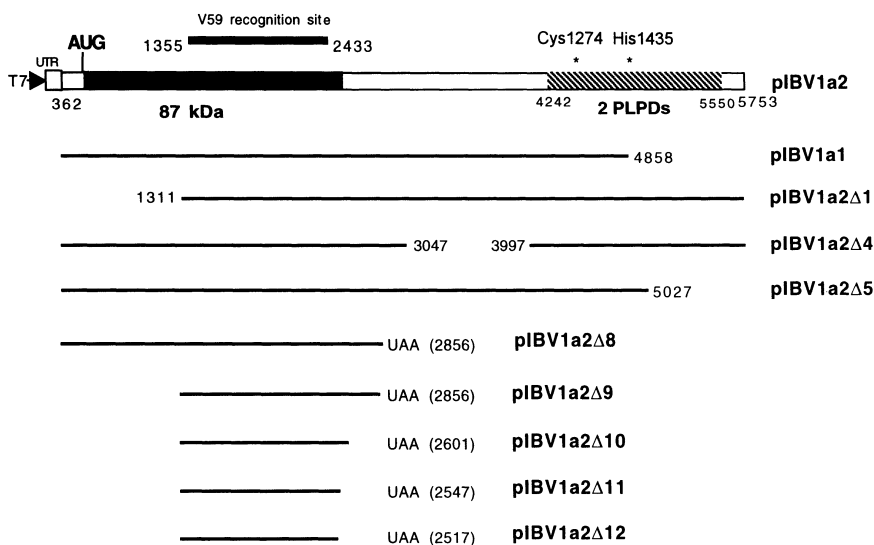 V59 recognition site
1355 2433
Cys1274 His1435
* *
UTR AUG
T7 pIBV1a2
362 87 kDa 4242 2 PLPDs 5550 5753
4858 pIBV1a1
1311 pIBV1a2Δ1
3047 3997 pIBV1a2Δ4
5027 pIBV1a2Δ5
UAA (2856) pIBV1a2Δ8
UAA (2856) pIBV1a2Δ9
UAA (2601) pIBV1a2Δ10
UAA (2547) pIBV1a2Δ11
UAA (2517) pIBV1a2Δ12